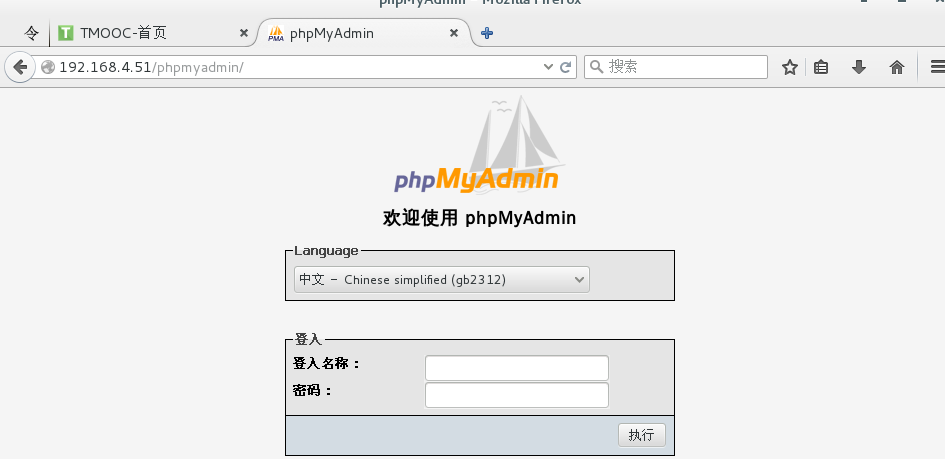 phpMyAdmin - Mozilla Firefox
令 TMOOC-首页 phpMyAdmin
192.168.4.51/phpmyadmin/ 搜索
phpMyAdmin
欢迎使用 phpMyAdmin
Language
中文 - Chinese simplified (gb2312)
登入
登入名称：
密码：
执行